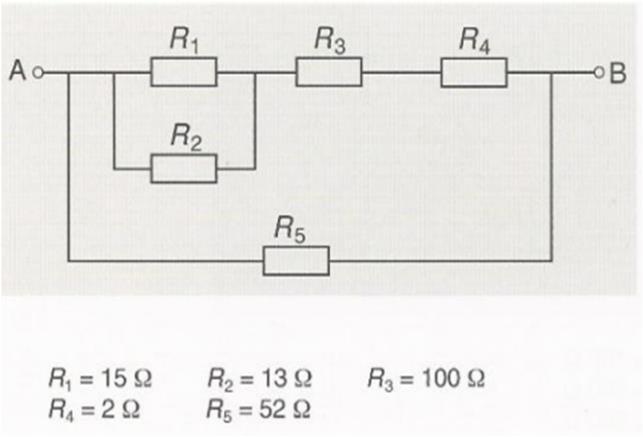 R₁ R₃ R₄
A B
R₂
R₅
R₁ = 15 Ω R₂ = 13 Ω R₃ = 100 Ω
R₄ = 2 Ω R₅ = 52 Ω